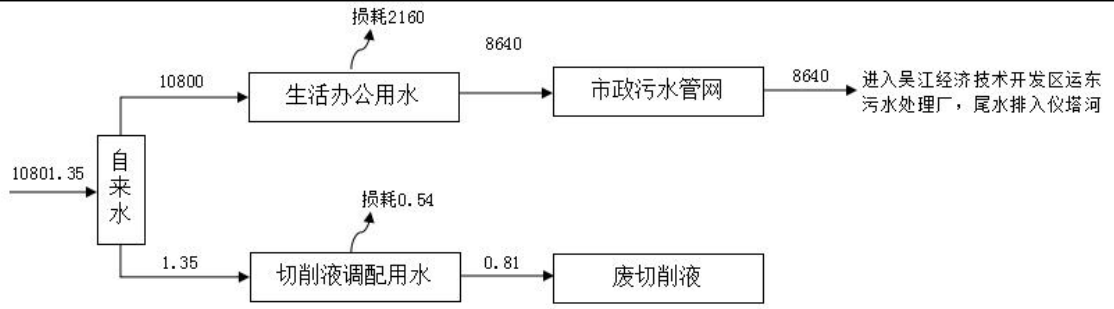 损耗2160
8640
10800
生活办公用水
市政污水管网
8640
进入吴江经济技术开发区运东
污水处理厂，尾水排入仪塔河
10801.35
自来水
损耗0.54
1.35
切削液调配用水
0.81
废切削液